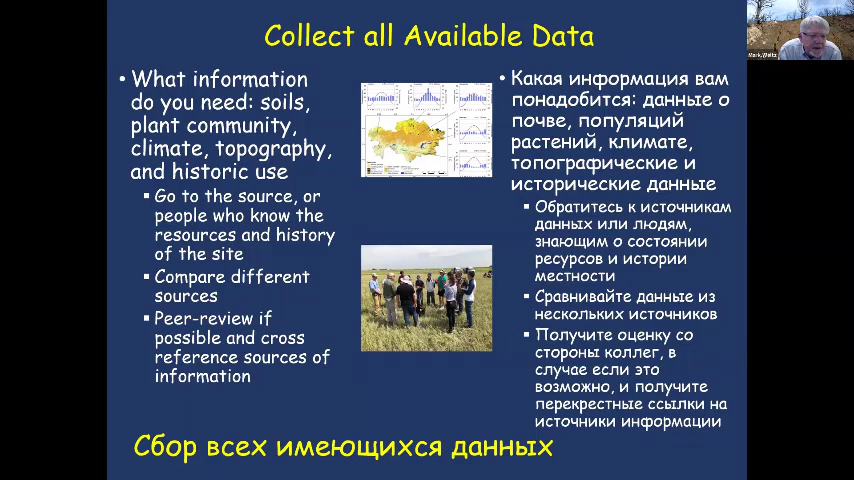 Collect all Available Data
• What information
do you need: soils,
plant community,
climate, topography,
and historic use
▪ Go to the source, or
people who know the
resources and history
of the site
▪ Compare different
sources
▪ Peer-review if
possible and cross
reference sources of
information
• Какая информация вам
понадобится: данные о
почве, популяций
растений, климате,
топографические и
исторические данные
▪ Обратитесь к источникам
данных или людям,
знающим о состоянии
ресурсов и истории
местности
▪ Сравнивайте данные из
нескольких источников
▪ Получите оценку со
стороны коллег, в
случае если это
возможно, и получите
перекрестные ссылки на
источники информации
Сбор всех имеющихся данных
Mark.Weltz